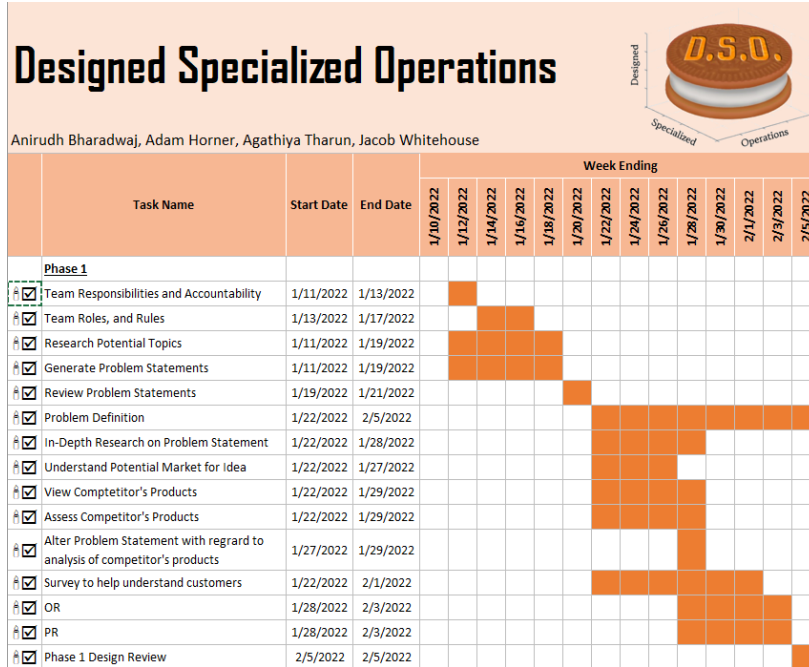 Designed Specialized Operations
D.S.O.
Designed
Specialized
Operations
Anirudh Bharadwaj, Adam Horner, Agathiya Tharun, Jacob Whitehouse
Week Ending
Task Name Start Date End Date 1/10/2022 1/12/2022 1/14/2022 1/16/2022 1/18/2022 1/20/2022 1/22/2022 1/24/2022 1/26/2022 1/28/2022 1/30/2022 2/1/2022 2/3/2022 2/5/2022
Phase 1
Team Responsibilities and Accountability 1/11/2022 1/13/2022
Team Roles, and Rules 1/13/2022 1/17/2022
Research Potential Topics 1/11/2022 1/19/2022
Generate Problem Statements 1/11/2022 1/19/2022
Review Problem Statements 1/19/2022 1/21/2022
Problem Definition 1/22/2022 2/5/2022
In-Depth Research on Problem Statement 1/22/2022 1/28/2022
Understand Potential Market for Idea 1/22/2022 1/27/2022
View Comptetitor's Products 1/22/2022 1/29/2022
Assess Competitor's Products 1/22/2022 1/29/2022
Alter Problem Statement with regrard to
analysis of competitor's products 1/27/2022 1/29/2022
Survey to help understand customers 1/22/2022 2/1/2022
OR 1/28/2022 2/3/2022
PR 1/28/2022 2/3/2022
Phase 1 Design Review 2/5/2022 2/5/2022